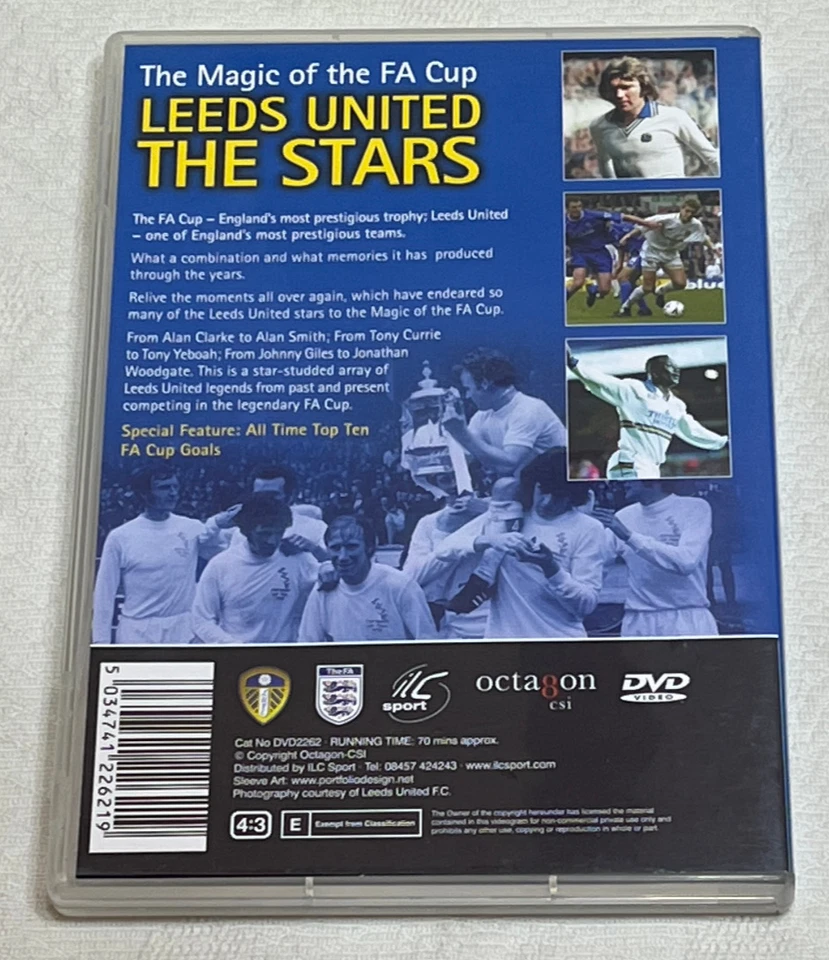 The Magic of the FA Cup
LEEDS UNITED
THE STARS
The FA Cup – England's most prestigious trophy; Leeds United
– one of England's most prestigious teams.
What a combination and what memories it has produced
through the years.
Relive the moments all over again, which have endeared so
many of the Leeds United stars to the Magic of the FA Cup.
From Alan Clarke to Alan Smith; From Tony Currie
to Tony Yeboah; From Johnny Giles to Jonathan
Woodgate. This is a star-studded array of
Leeds United legends from past and present
competing in the legendary FA Cup.
Special Feature: All Time Top Ten
FA Cup Goals
5 034741 226219
The FA
ilc
sport
octagon
csi
DVD
VIDEO
Cat No DVD2262 · RUNNING TIME: 70 mins approx.
© Copyright Octagon-CSI
Distributed by ILC Sport · Tel: 08457 424243 · www.ilcsport.com
Sleeve Art: www.portfoliodesign.net
Photography courtesy of Leeds United F.C.
4:3
E Exempt from Classification
The Owner of the copyright hereunder has licensed the material
contained in this videogram for non-commercial private use only and
prohibits any other use, copying or reproduction in whole or part.